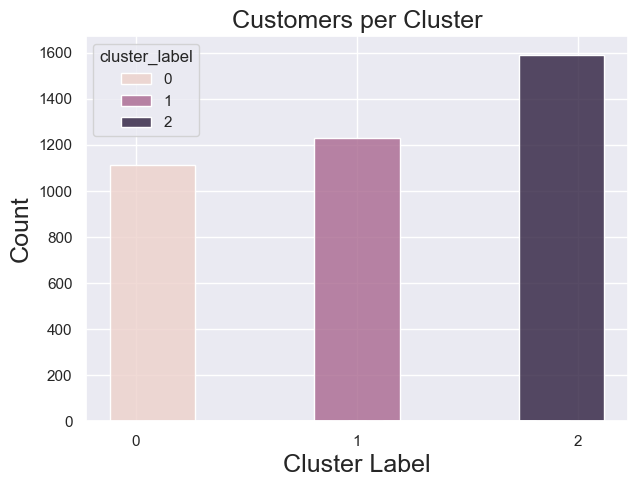 Customers per Cluster
cluster_label
0
1
2
Count
1600
1400
1200
1000
800
600
400
200
0
0 1 2
Cluster Label